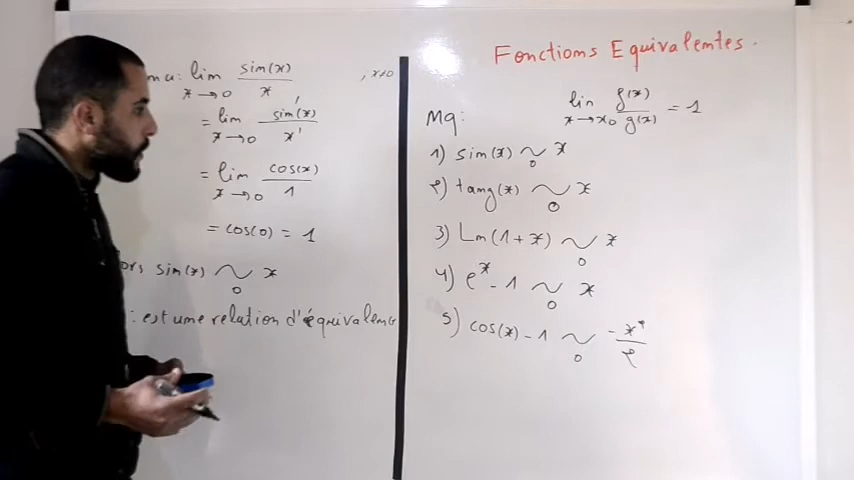 Fonctions Equivalentes.
ma: lim x→0 sin(x)/x , x≠0
= lim x→0 sin(x)'/x'
= lim x→0 cos(x)/1
= cos(0) = 1
ors sin(x) ~0 x
: est une relation d'équivalence
lim x→x0 f(x)/g(x) = 1
Mq:
1) sin(x) ~0 x
2) tang(x) ~0 x
3) Ln(1+x) ~0 x
4) e^x - 1 ~0 x
5) cos(x) - 1 ~0 -x²/2